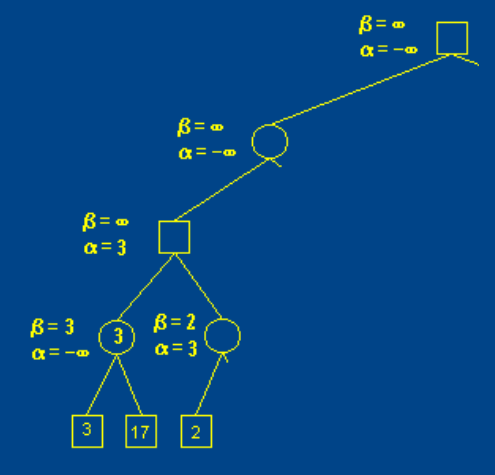 β = ∞
α = -∞
β = ∞
α = -∞
β = ∞
α = 3
β = 3
α = -∞
3
β = 2
α = 3
3
17
2